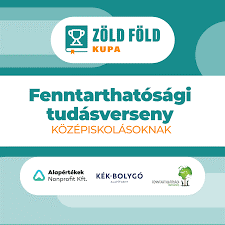 ZÖLD FÖLD
KUPA
Fenntarthatósági
tudásverseny
KÖZÉPISKOLÁSOKNAK
Alapértékek
Nonprofit Kft.
KÉK·BOLYGÓ